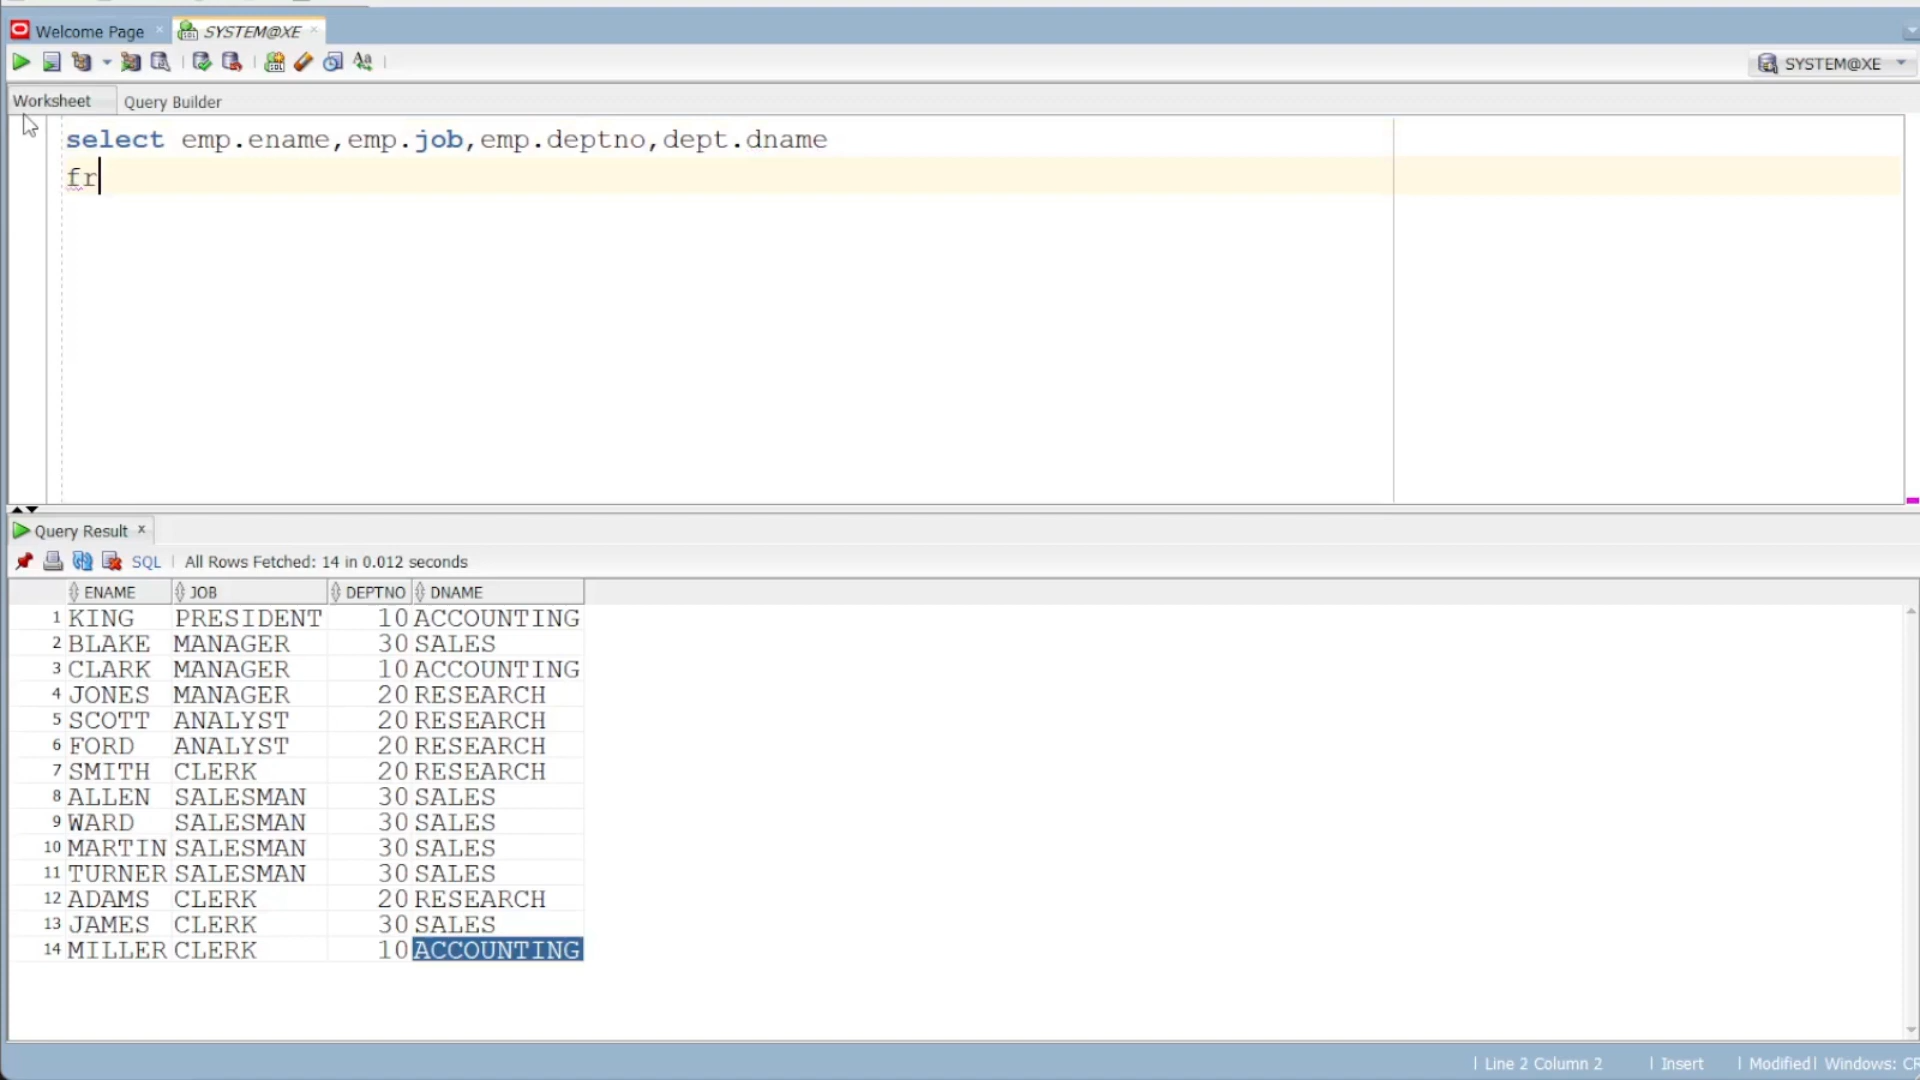 Welcome Page
SYSTEM@XE
SYSTEM@XE
Worksheet
Query Builder
select emp.ename,emp.job,emp.deptno,dept.dname
fr
Query Result
SQL
All Rows Fetched: 14 in 0.012 seconds
ENAME JOB DEPTNO DNAME
1 KING PRESIDENT 10 ACCOUNTING
2 BLAKE MANAGER 30 SALES
3 CLARK MANAGER 10 ACCOUNTING
4 JONES MANAGER 20 RESEARCH
5 SCOTT ANALYST 20 RESEARCH
6 FORD ANALYST 20 RESEARCH
7 SMITH CLERK 20 RESEARCH
8 ALLEN SALESMAN 30 SALES
9 WARD SALESMAN 30 SALES
10 MARTIN SALESMAN 30 SALES
11 TURNER SALESMAN 30 SALES
12 ADAMS CLERK 20 RESEARCH
13 JAMES CLERK 30 SALES
14 MILLER CLERK 10 ACCOUNTING
Line 2 Column 2 | Insert | Modified | Windows: CR